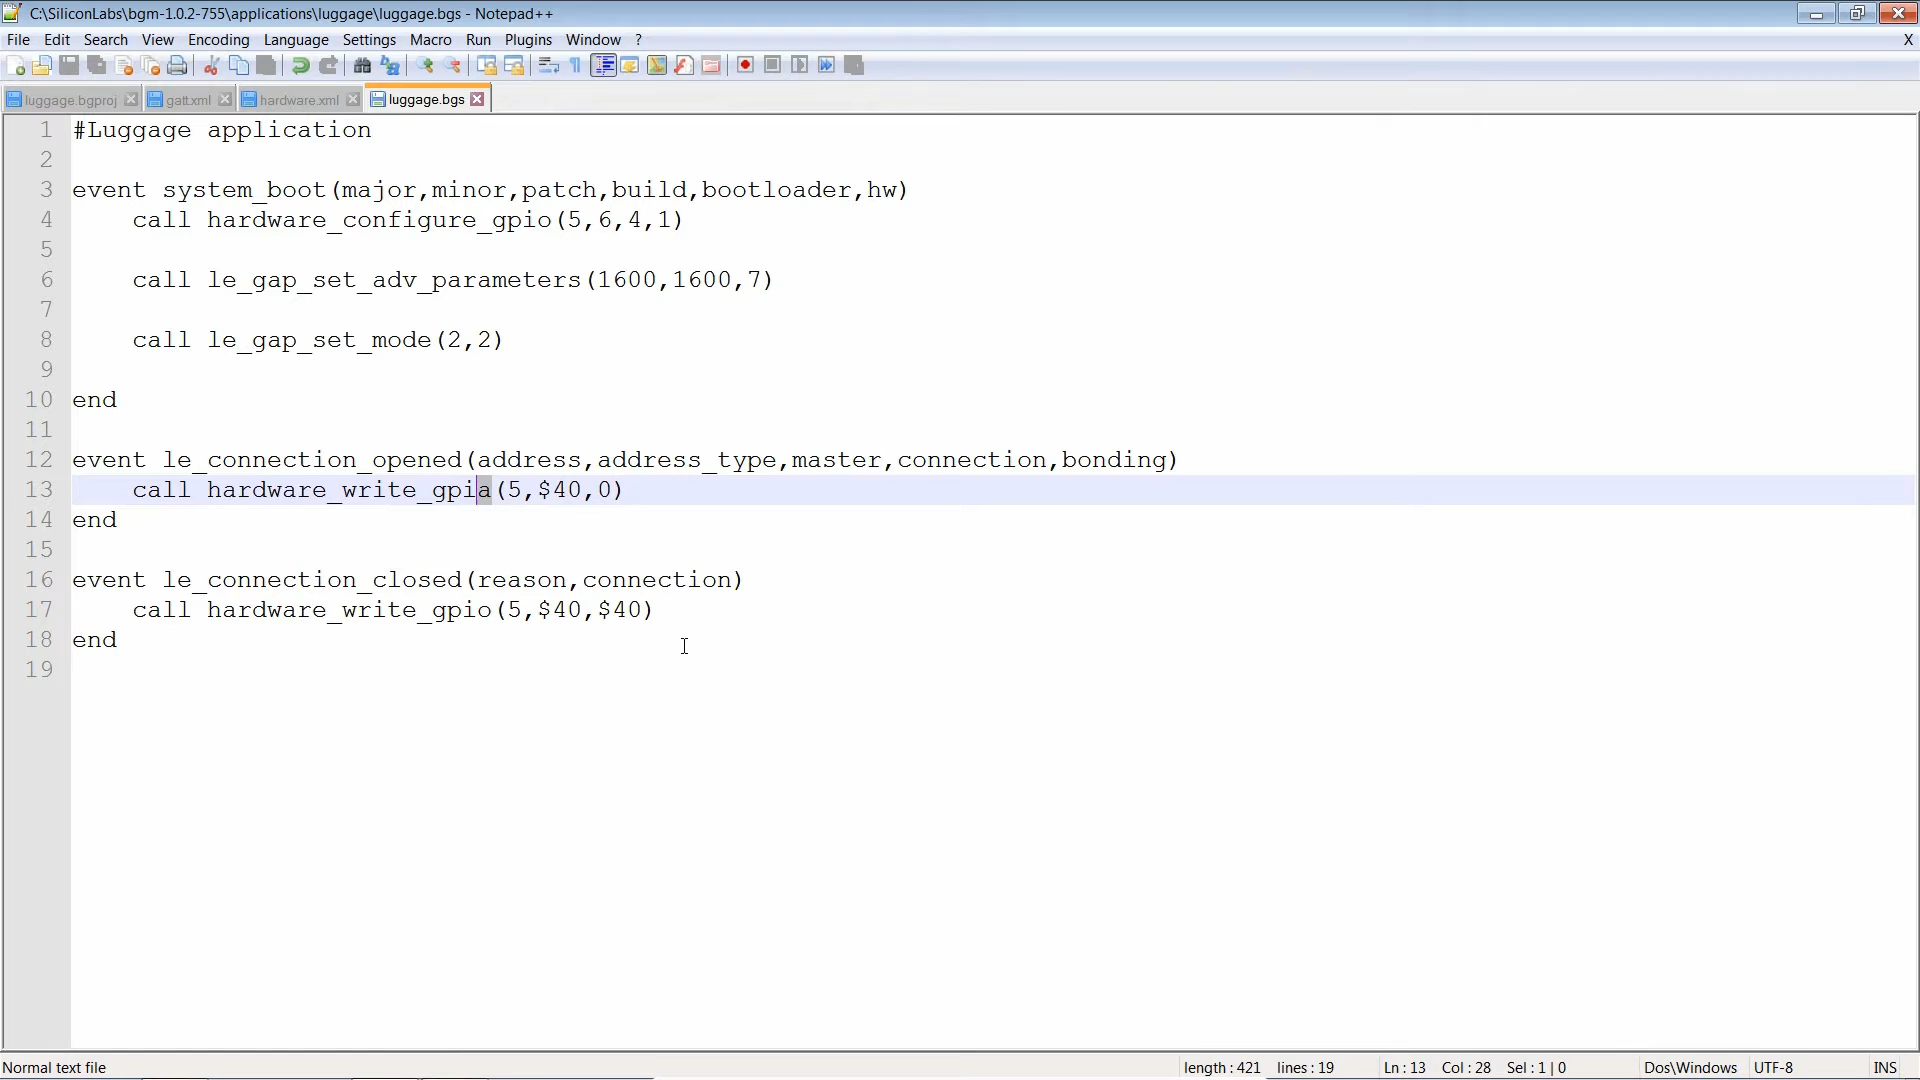 C:\SiliconLabs\bgm-1.0.2-755\applications\luggage\luggage.bgs - Notepad++
File Edit Search View Encoding Language Settings Macro Run Plugins Window ? X
luggage.bgproj gatt.xml hardware.xml luggage.bgs
1 #Luggage application
2
3 event system_boot(major,minor,patch,build,bootloader,hw)
4 call hardware_configure_gpio(5,6,4,1)
5
6 call le_gap_set_adv_parameters(1600,1600,7)
7
8 call le_gap_set_mode(2,2)
9
10 end
11
12 event le_connection_opened(address,address_type,master,connection,bonding)
13 call hardware_write_gpia(5,$40,0)
14 end
15
16 event le_connection_closed(reason,connection)
17 call hardware_write_gpio(5,$40,$40)
18 end
19
Normal text file length : 421 lines : 19 Ln : 13 Col : 28 Sel : 1 | 0 Dos\Windows UTF-8 INS